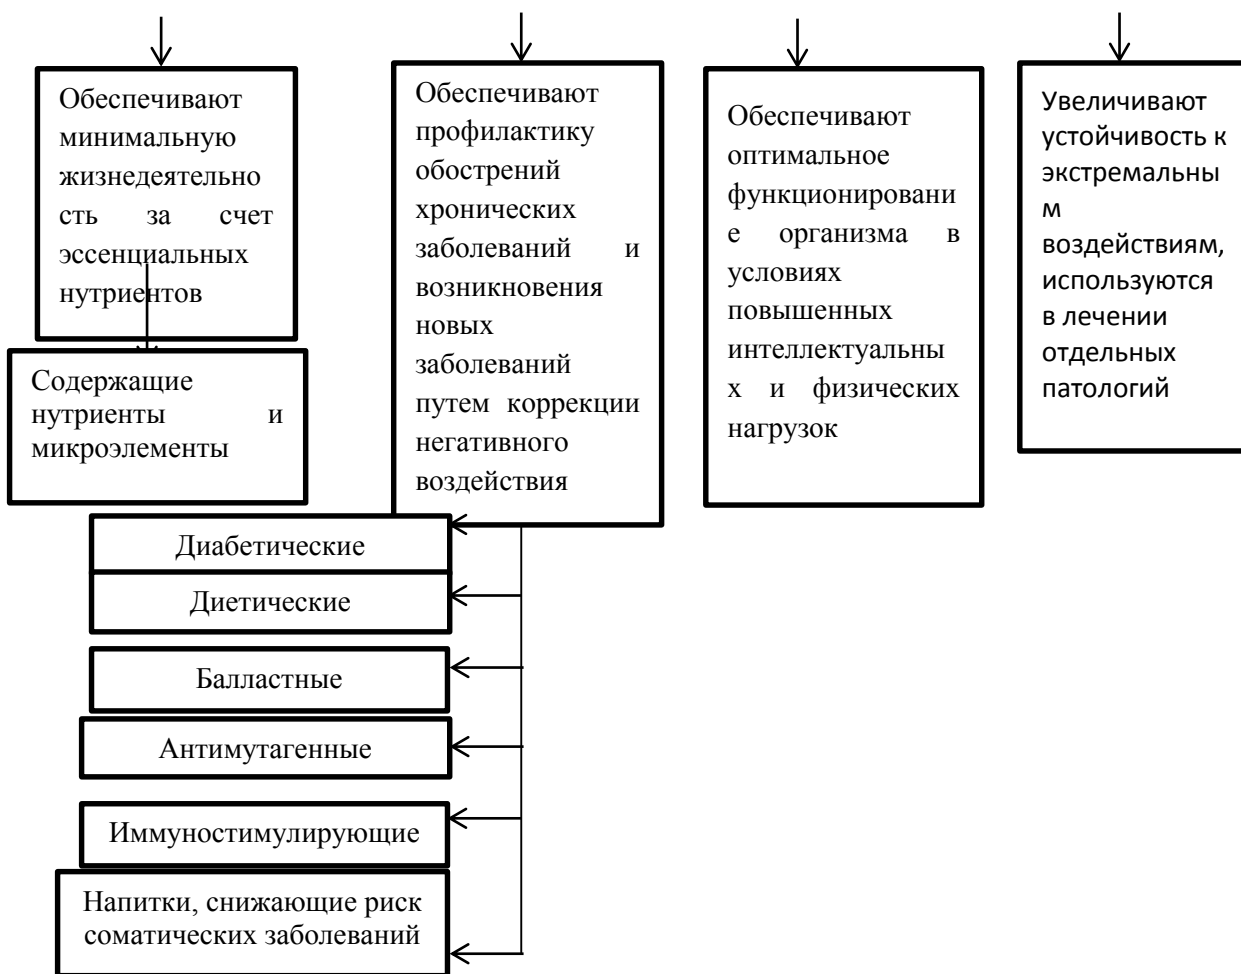 Обеспечивают
минимальную
жизнедеятельно
сть за счет
эссенциальных
нутриентов
Содержащие
нутриенты и
микроэлементы
Обеспечивают
профилактику
обострений
хронических
заболеваний и
возникновения
новых
заболеваний
путем коррекции
негативного
воздействия
Обеспечивают
оптимальное
функционировани
е организма в
условиях
повышенных
интеллектуальны
х и физических
нагрузок
Увеличивают
устойчивость к
экстремальны
м
воздействиям,
используются
в лечении
отдельных
патологий
Диабетические
Диетические
Балластные
Антимутагенные
Иммуностимулирующие
Напитки, снижающие риск
соматических заболеваний